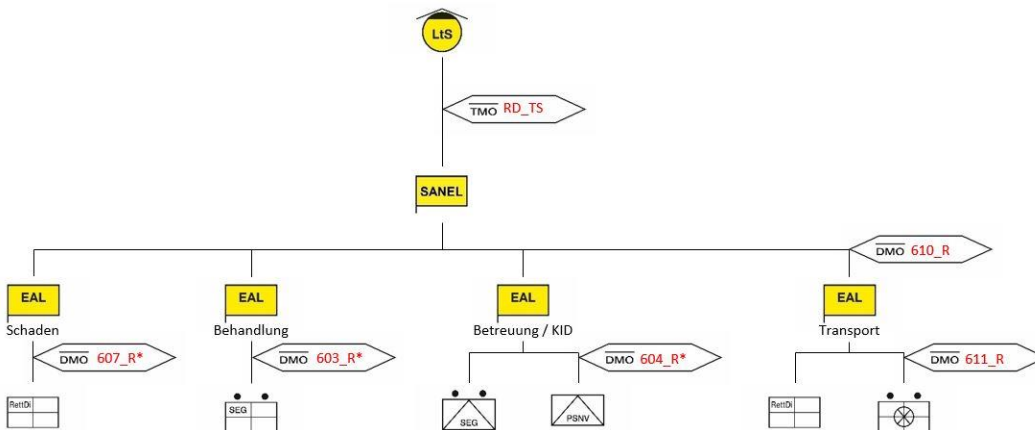 LtS
TMO RD_TS
SANEL
DMO 610_R
EAL EAL EAL EAL
Schaden Behandlung Betreuung / KID Transport
DMO 607_R* DMO 603_R* DMO 604_R* DMO 611_R
RettDi SEG SEG PSNV RettDi